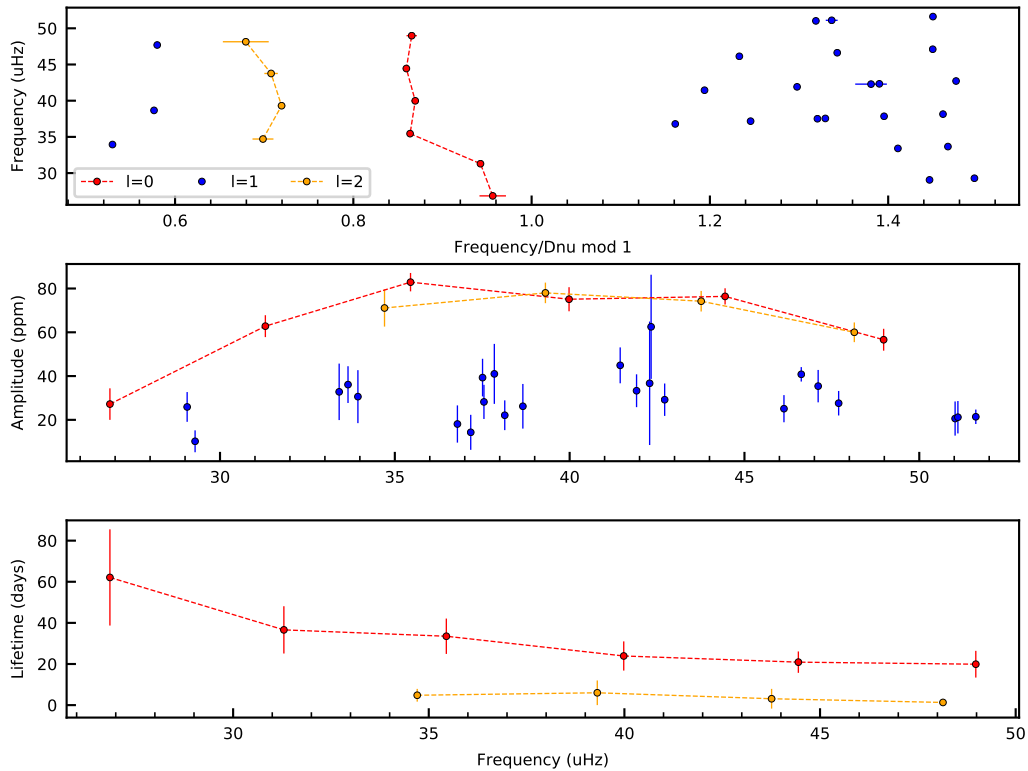 Frequency (uHz)
50
45
40
35
30
l=0 l=1 l=2
0.6 0.8 1.0 1.2 1.4
Frequency/Dnu mod 1
Amplitude (ppm)
80
60
40
20
30 35 40 45 50
Lifetime (days)
80
60
40
20
0
30 35 40 45 50
Frequency (uHz)